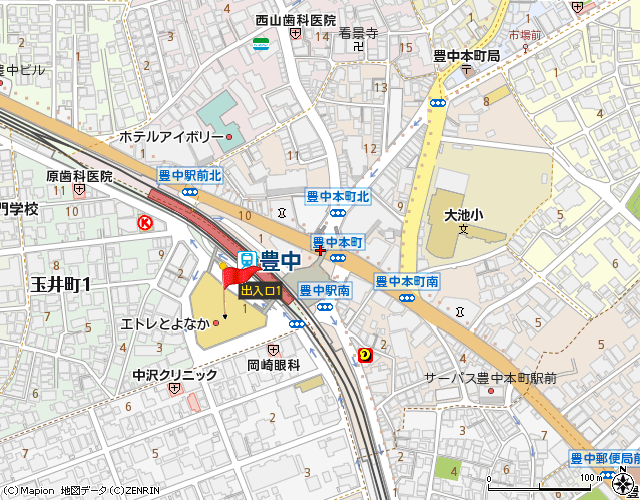 西山歯科医院
看景寺
市場前
豊中本町局
豊中ビル
ホテルアイボリー
原歯科医院
豊中駅前北
豊中本町北
門学校
大池小
豊中本町
豊中
玉井町1
出入口1
豊中駅南
豊中本町南
エトレとよなか
岡崎眼科
中沢クリニック
サーパス豊中本町駅前
豊中郵便局前
100 m
(C)Mapion 地図データ(C)ZENRIN